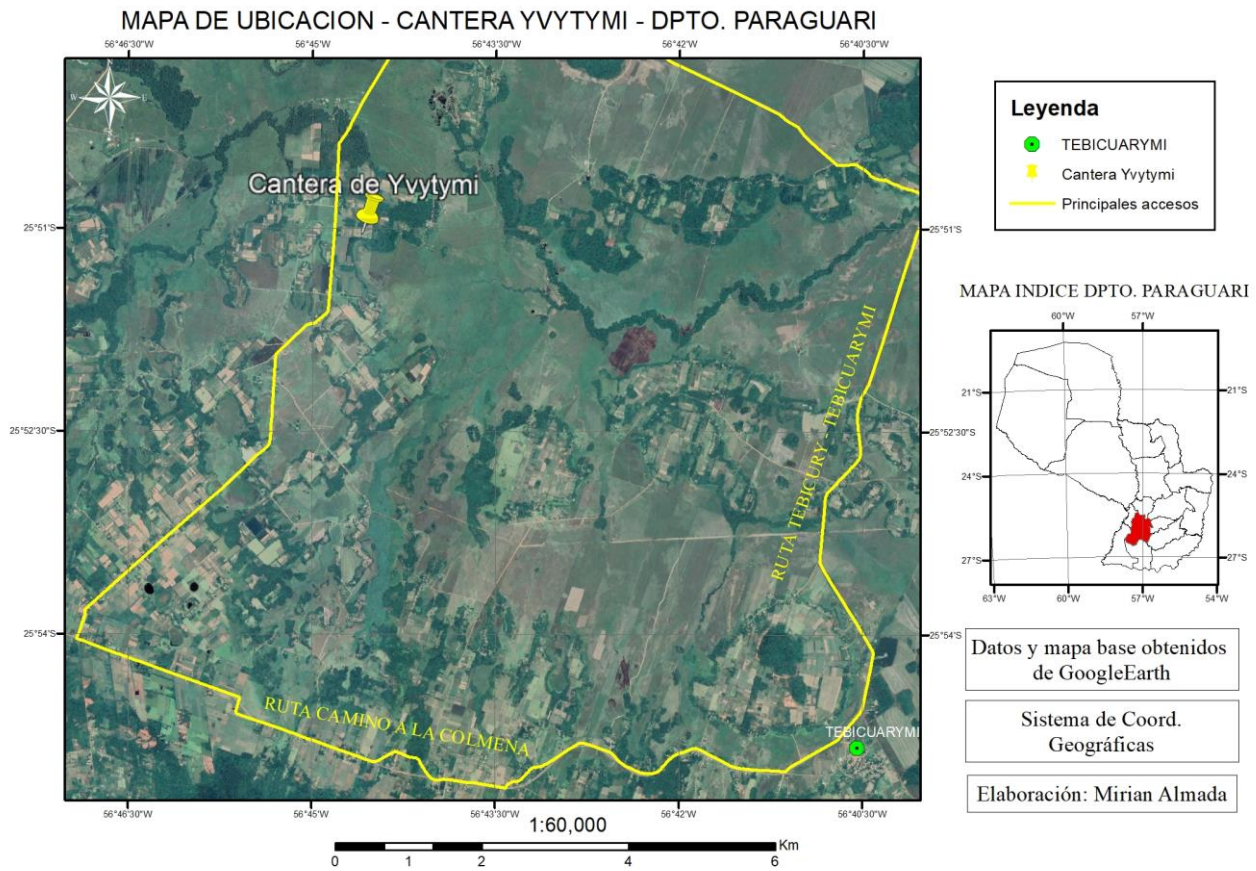 MAPA DE UBICACION - CANTERA YVYTYMI - DPTO. PARAGUARI
56°46'30"W 56°45'W 56°43'30"W 56°42'W 56°40'30"W
Cantera de Yvytymi
25°51'S
25°51'S
25°52'30"S
25°52'30"S
25°54'S
25°54'S
RUTA TEBICURY - TEBICUARYMI
RUTA CAMINO A LA COLMENA
TEBICUARYMI
56°46'30"W 56°45'W 56°43'30"W 56°42'W 56°40'30"W
1:60,000
Km
0 1 2 4 6
Leyenda
TEBICUARYMI
Cantera Yvytymi
Principales accesos
MAPA INDICE DPTO. PARAGUARI
60°W 57°W
21°S 21°S
24°S 24°S
27°S 27°S
63°W 60°W 57°W 54°W
Datos y mapa base obtenidos
de GoogleEarth
Sistema de Coord.
Geográficas
Elaboración: Mirian Almada